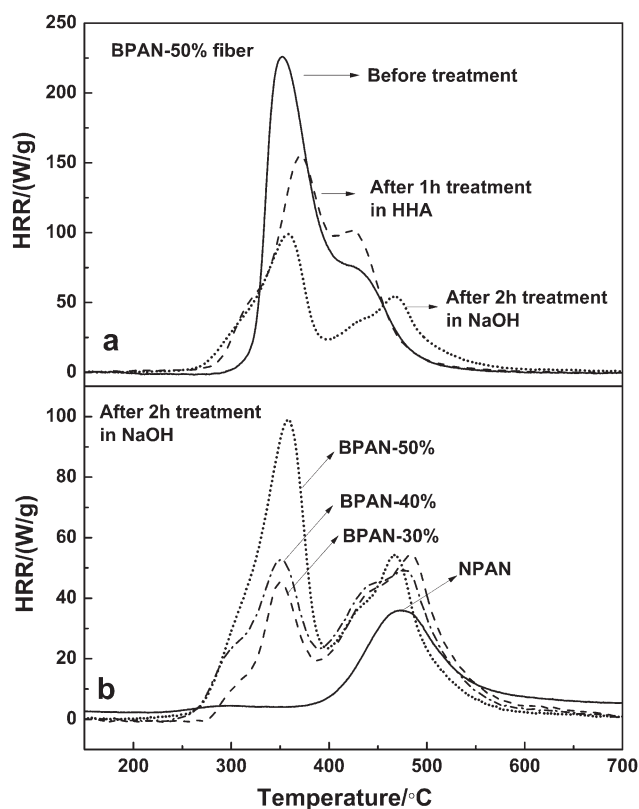 250
BPAN-50% fiber
200
Before treatment
150
After 1h treatment
in HHA
100
50
After 2h treatment
in NaOH
0
HRR/(W/g)
a
100
After 2h treatment
in NaOH
BPAN-50%
80
BPAN-40%
60
BPAN-30%
NPAN
40
20
0
HRR/(W/g)
b
200 300 400 500 600 700
Temperature/°C